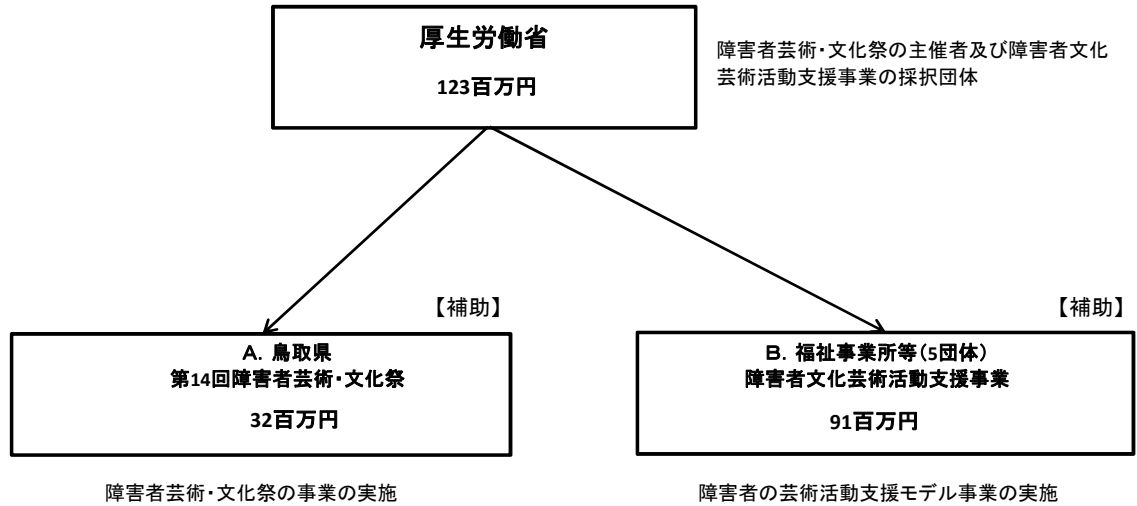 厚生労働省
123百万円
障害者芸術・文化祭の主催者及び障害者文化
芸術活動支援事業の採択団体
【補助】
A. 鳥取県
第14回障害者芸術・文化祭
32百万円
障害者芸術・文化祭の事業の実施
【補助】
B. 福祉事業所等(5団体)
障害者文化芸術活動支援事業
91百万円
障害者の芸術活動支援モデル事業の実施